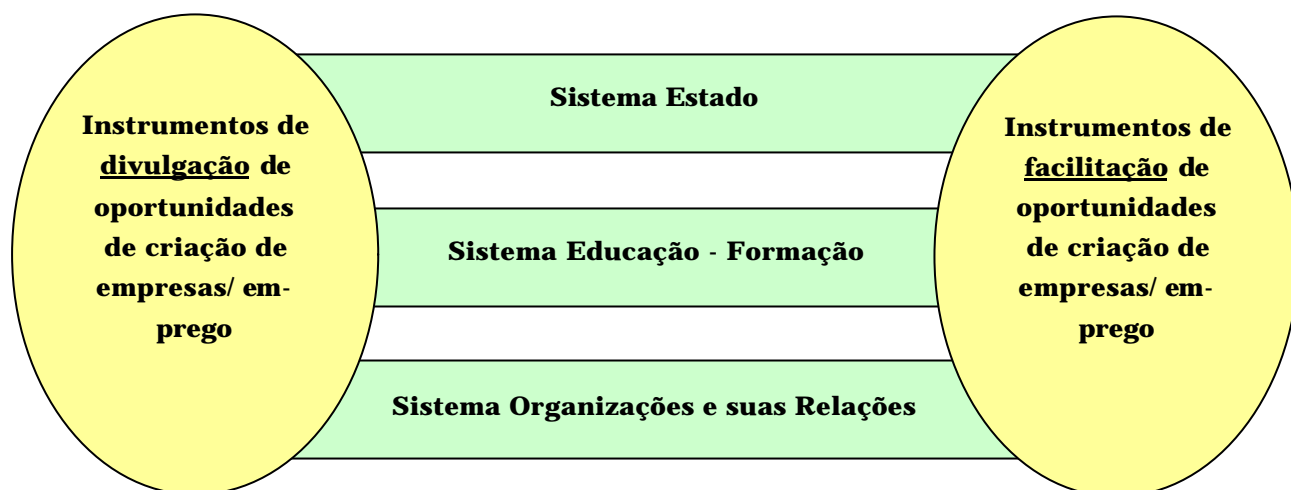 Instrumentos de
divulgação de
oportunidades
de criação de
empresas/ em-
prego
Sistema Estado
Sistema Educação - Formação
Sistema Organizações e suas Relações
Instrumentos de
facilitação de
oportunidades
de criação de
empresas/ em-
prego